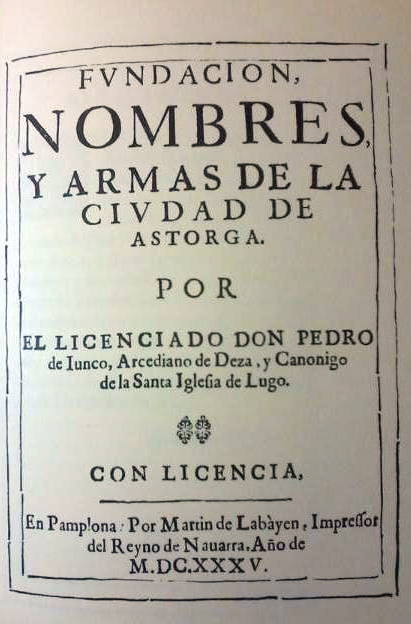 FVNDACION,
NOMBRES,
Y ARMAS DE LA
CIVDAD DE
ASTORGA.
POR
EL LICENCIADO DON PEDRO
de Iunco, Arcediano de Deza, y Canonigo
de la Santa Igleſia de Lugo.
CON LICENCIA,
En Pamplona: Por Martin de Labàyen, Impreſſor
del Reyno de Nauarra, Año de
M.DC.XXXV.